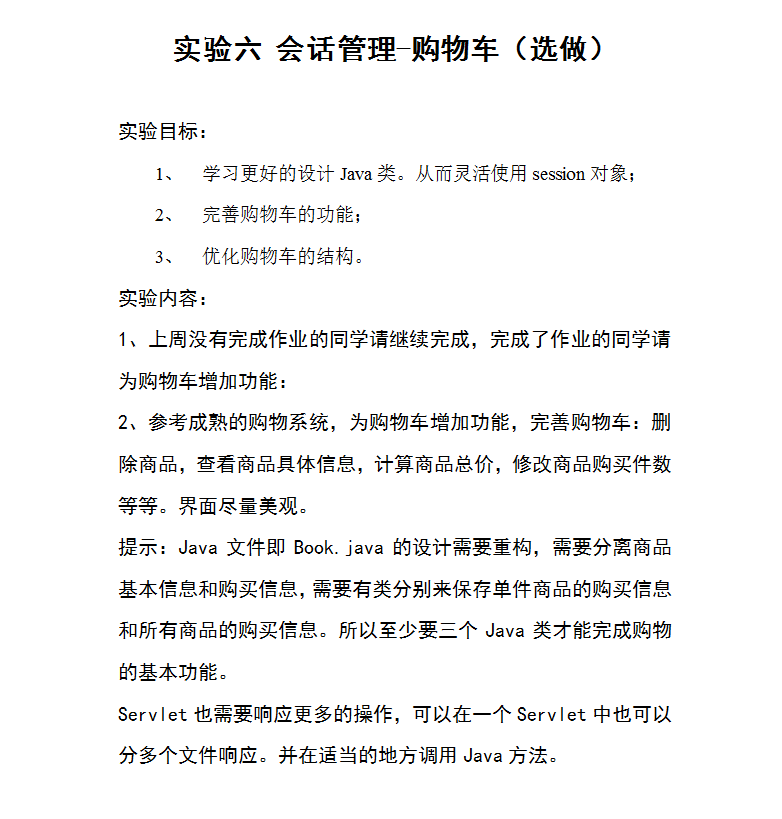 实验六 会话管理-购物车（选做）
实验目标：
1、 学习更好的设计 Java 类。从而灵活使用 session 对象；
2、 完善购物车的功能；
3、 优化购物车的结构。
实验内容：
1、上周没有完成作业的同学请继续完成，完成了作业的同学请
为购物车增加功能：
2、参考成熟的购物系统，为购物车增加功能，完善购物车：删
除商品，查看商品具体信息，计算商品总价，修改商品购买件数
等等。界面尽量美观。
提示：Java 文件即 Book.java 的设计需要重构，需要分离商品
基本信息和购买信息，需要有类分别来保存单件商品的购买信息
和所有商品的购买信息。所以至少要三个 Java 类才能完成购物
的基本功能。
Servlet 也需要响应更多的操作，可以在一个 Servlet 中也可以
分多个文件响应。并在适当的地方调用 Java 方法。